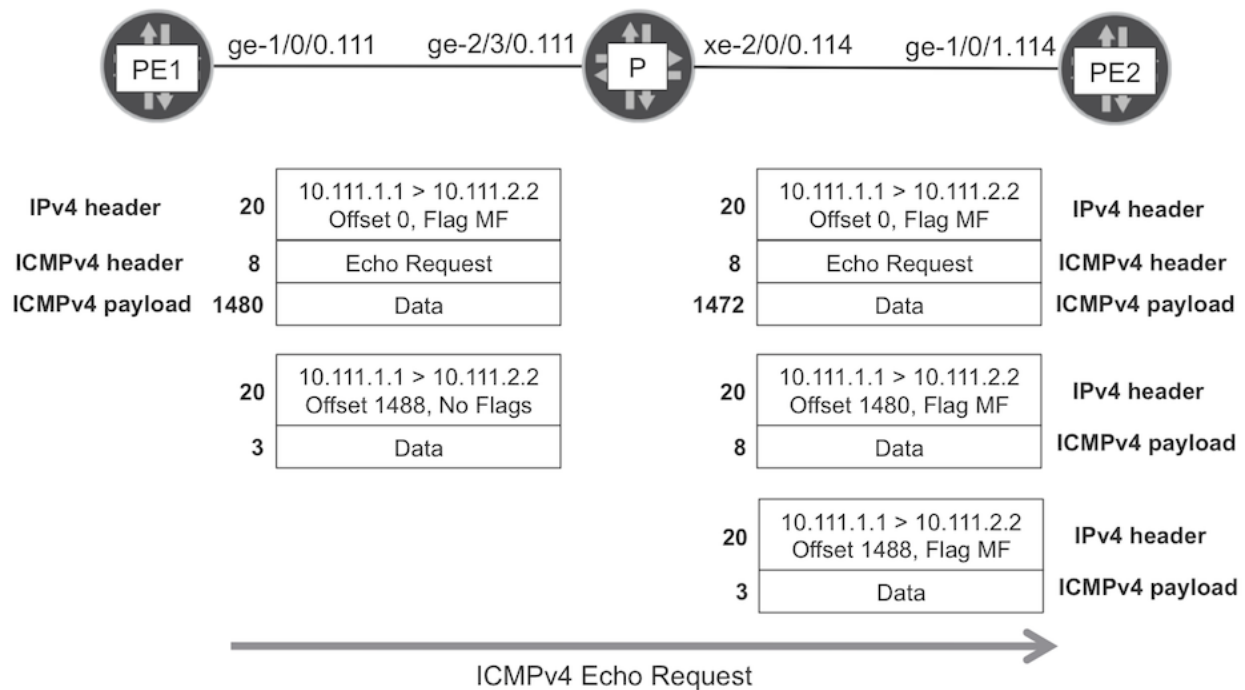 ge-1/0/0.111 ge-2/3/0.111 xe-2/0/0.114 ge-1/0/1.114
PE1 P PE2
IPv4 header 20 10.111.1.1 > 10.111.2.2
Offset 0, Flag MF
ICMPv4 header 8 Echo Request
ICMPv4 payload 1480 Data
20 10.111.1.1 > 10.111.2.2
Offset 1488, No Flags
3 Data
20 10.111.1.1 > 10.111.2.2
Offset 0, Flag MF
IPv4 header
8 Echo Request ICMPv4 header
1472 Data ICMPv4 payload
20 10.111.1.1 > 10.111.2.2
Offset 1480, Flag MF
IPv4 header
8 Data ICMPv4 payload
20 10.111.1.1 > 10.111.2.2
Offset 1488, Flag MF
IPv4 header
3 Data ICMPv4 payload
ICMPv4 Echo Request